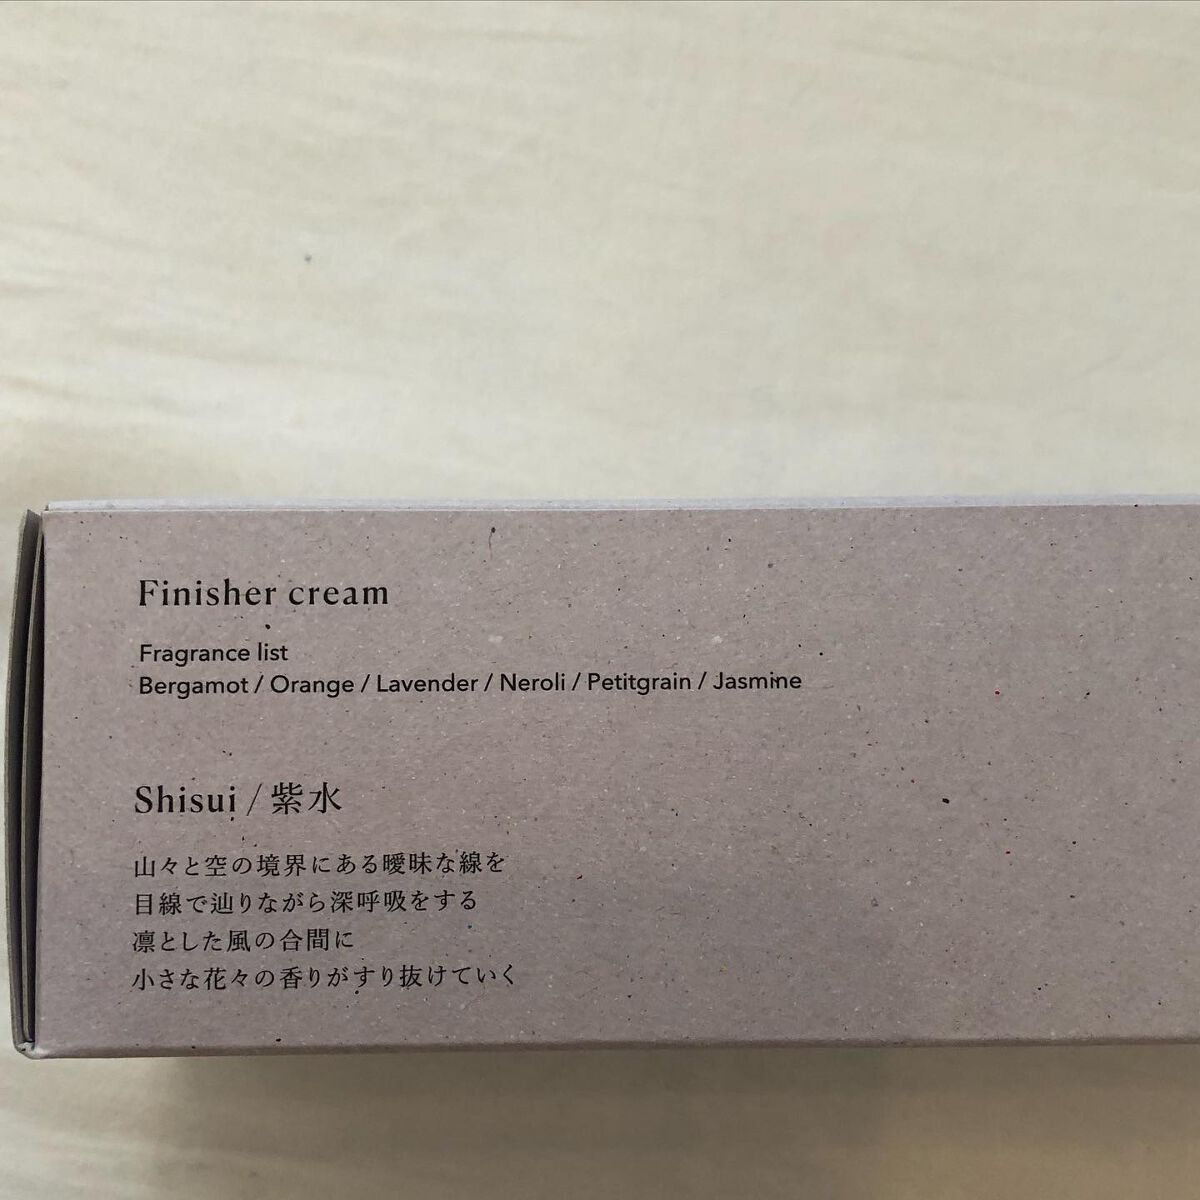 Finisher cream
Fragrance list
Bergamot / Orange / Lavender / Neroli / Petitgrain / Jasmine
Shisui / 紫水
山々と空の境界にある曖昧な線を
目線で辿りながら深呼吸をする
凛とした風の合間に
小さな花々の香りがすり抜けていく